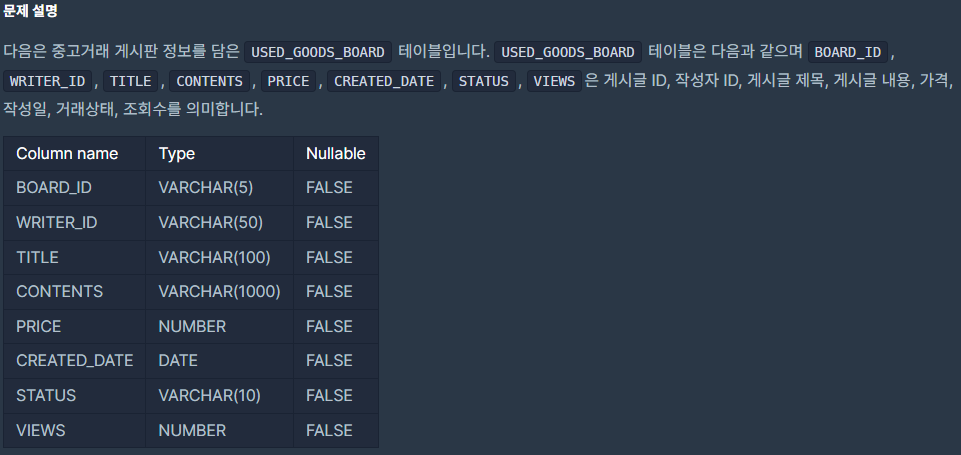 문제 설명
다음은 중고거래 게시판 정보를 담은 USED_GOODS_BOARD 테이블입니다. USED_GOODS_BOARD 테이블은 다음과 같으며 BOARD_ID ,
WRITER_ID , TITLE , CONTENTS , PRICE , CREATED_DATE , STATUS , VIEWS 은 게시글 ID, 작성자 ID, 게시글 제목, 게시글 내용, 가격,
작성일, 거래상태, 조회수를 의미합니다.
Column name Type Nullable
BOARD_ID VARCHAR(5) FALSE
WRITER_ID VARCHAR(50) FALSE
TITLE VARCHAR(100) FALSE
CONTENTS VARCHAR(1000) FALSE
PRICE NUMBER FALSE
CREATED_DATE DATE FALSE
STATUS VARCHAR(10) FALSE
VIEWS NUMBER FALSE